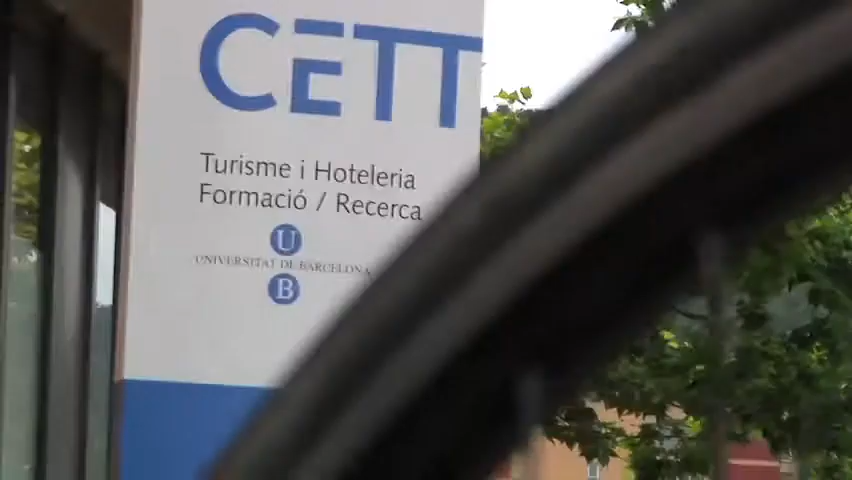 CETT
Turisme i Hoteleria
Formació / Recerca
U
UNIVERSITAT DE BARCELONA
B